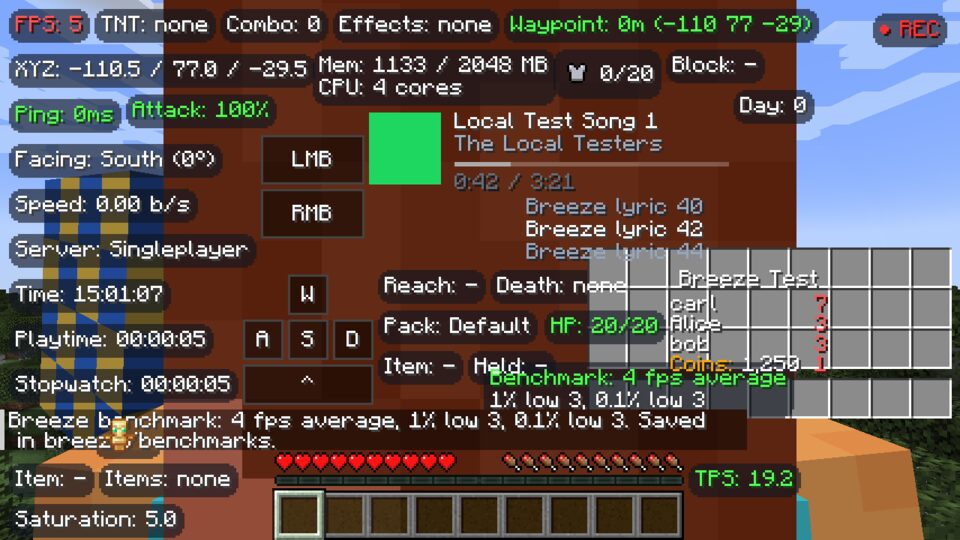 FPS: 5
TNT: none
Combo: 0
Effects: none
Waypoint: 0m (-110 77 -29)
• REC
XYZ: -110.5 / 77.0 / -29.5
Mem: 1133 / 2048 MB
CPU: 4 cores
0/20
Block: -
Day: 0
Ping: 0ms
Attack: 100%
Local Test Song 1
The Local Testers
0:42 / 3:21
Facing: South (0°)
LMB
RMB
Speed: 0.00 b/s
Breeze lyric 40
Breeze lyric 42
Breeze lyric 44
Server: Singleplayer
Time: 15:01:07
W
Reach: -
Death: none
Breeze Test
carl 7
Alice 3
bob 3
Coins: 1,250 1
Playtime: 00:00:05
A
S
D
Pack: Default
HP: 20/20
Item: -
Held: -
Stopwatch: 00:00:05
^
Benchmark: 4 fps average
1% low 3, 0.1% low 3
Breeze benchmark: 4 fps average, 1% low 3, 0.1% low 3. Saved
in breeze/benchmarks.
Item: -
Items: none
TPS: 19.2
Saturation: 5.0